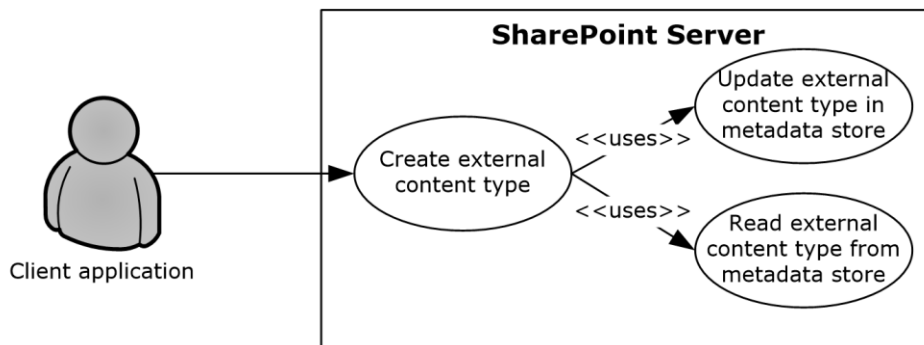 SharePoint Server
Update external
content type in
metadata store
<<uses>>
Create external
content type
<<uses>>
Read external
content type from
metadata store
Client application